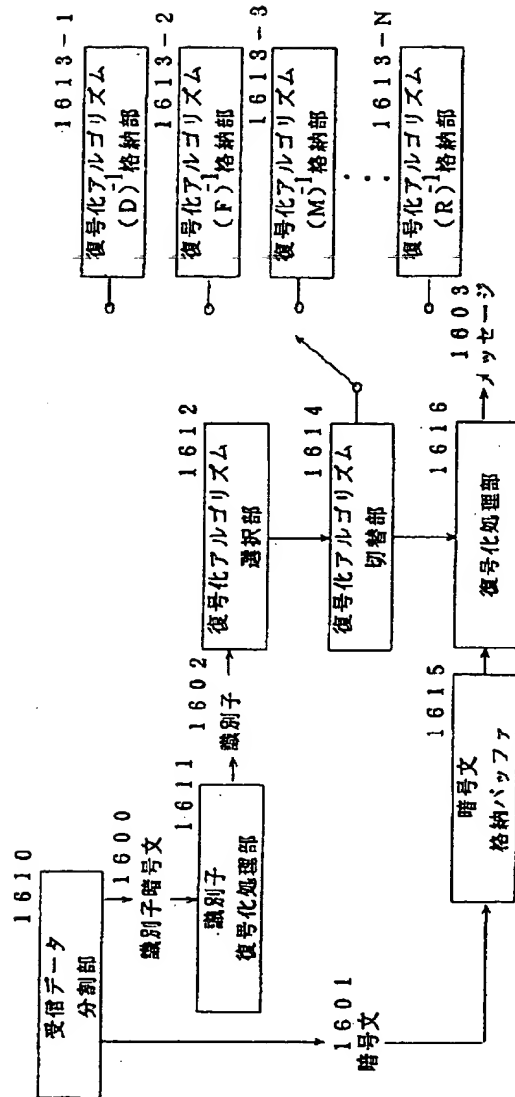 1610
受信データ
分割部
1600
識別子暗号文
1611
識別子
復号化処理部
1602
識別子
1612
復号化アルゴリズム
選択部
1614
復号化アルゴリズム
切替部
1613-1
復号化アルゴリズム
(D)⁻¹格納部
1613-2
復号化アルゴリズム
(F)⁻¹格納部
1613-3
復号化アルゴリズム
(M)⁻¹格納部
1613-N
復号化アルゴリズム
(R)⁻¹格納部
1601
暗号文
1615
暗号文
格納バッファ
1616
復号化処理部
1603
メッセージ